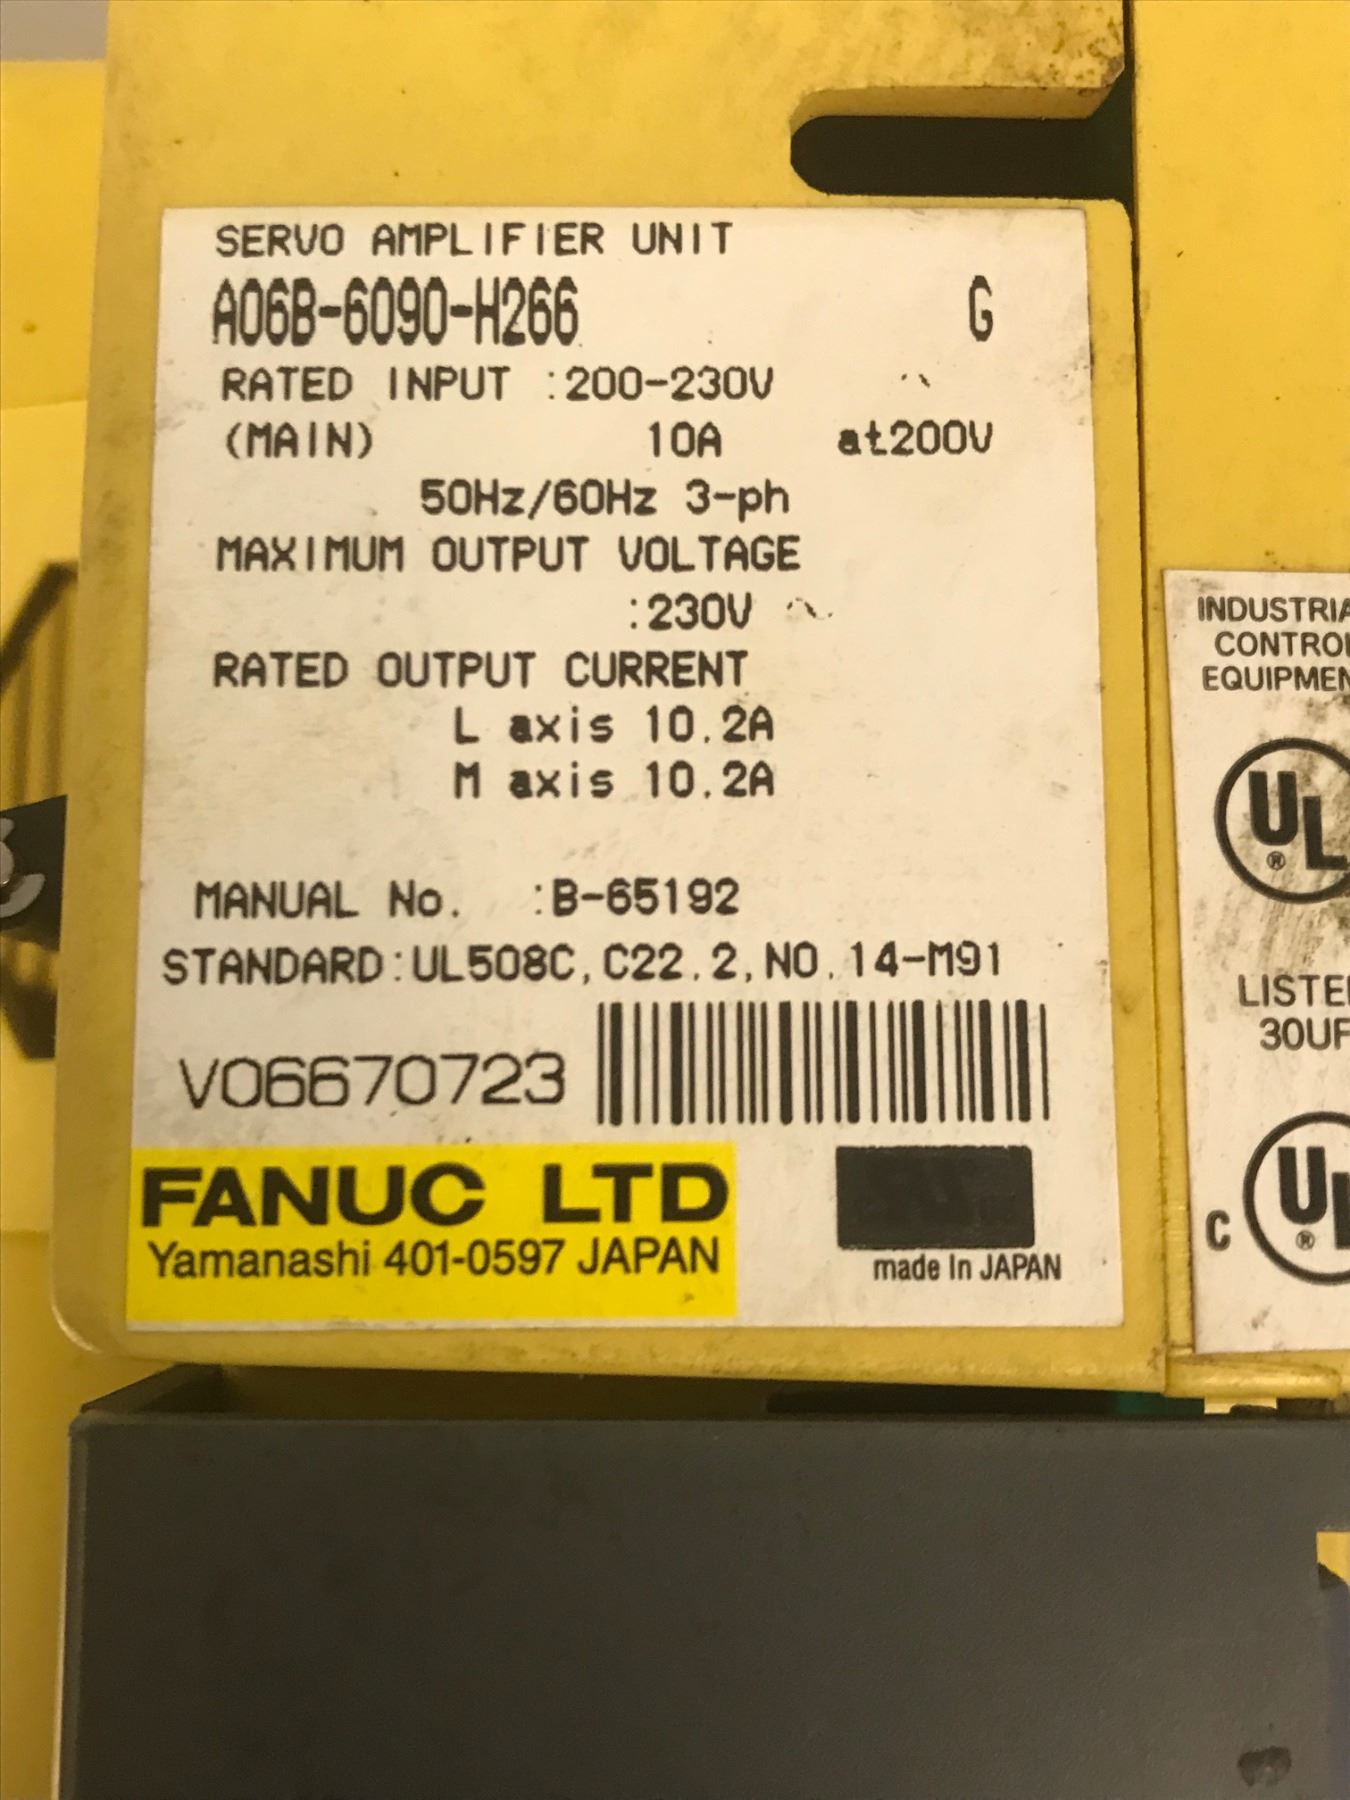 SERVO AMPLIFIER UNIT
A06B-6090-H266 G
RATED INPUT :200-230V
(MAIN) 10A at200V
50Hz/60Hz 3-ph
MAXIMUM OUTPUT VOLTAGE
:230V
RATED OUTPUT CURRENT
L axis 10.2A
M axis 10.2A
MANUAL No. :B-65192
STANDARD:UL508C,C22.2,NO.14-M91
V06670723
FANUC LTD
Yamanashi 401-0597 JAPAN
made In JAPAN
INDUSTRIA
CONTRO
EQUIPMEN
UL
®
LISTE
30UF
C UL
®